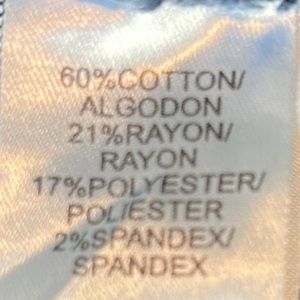 60%COTTON/
ALGODON
21%RAYON/
RAYON
17%POLYESTER/
POLIESTER
2%SPANDEX/
SPANDEX